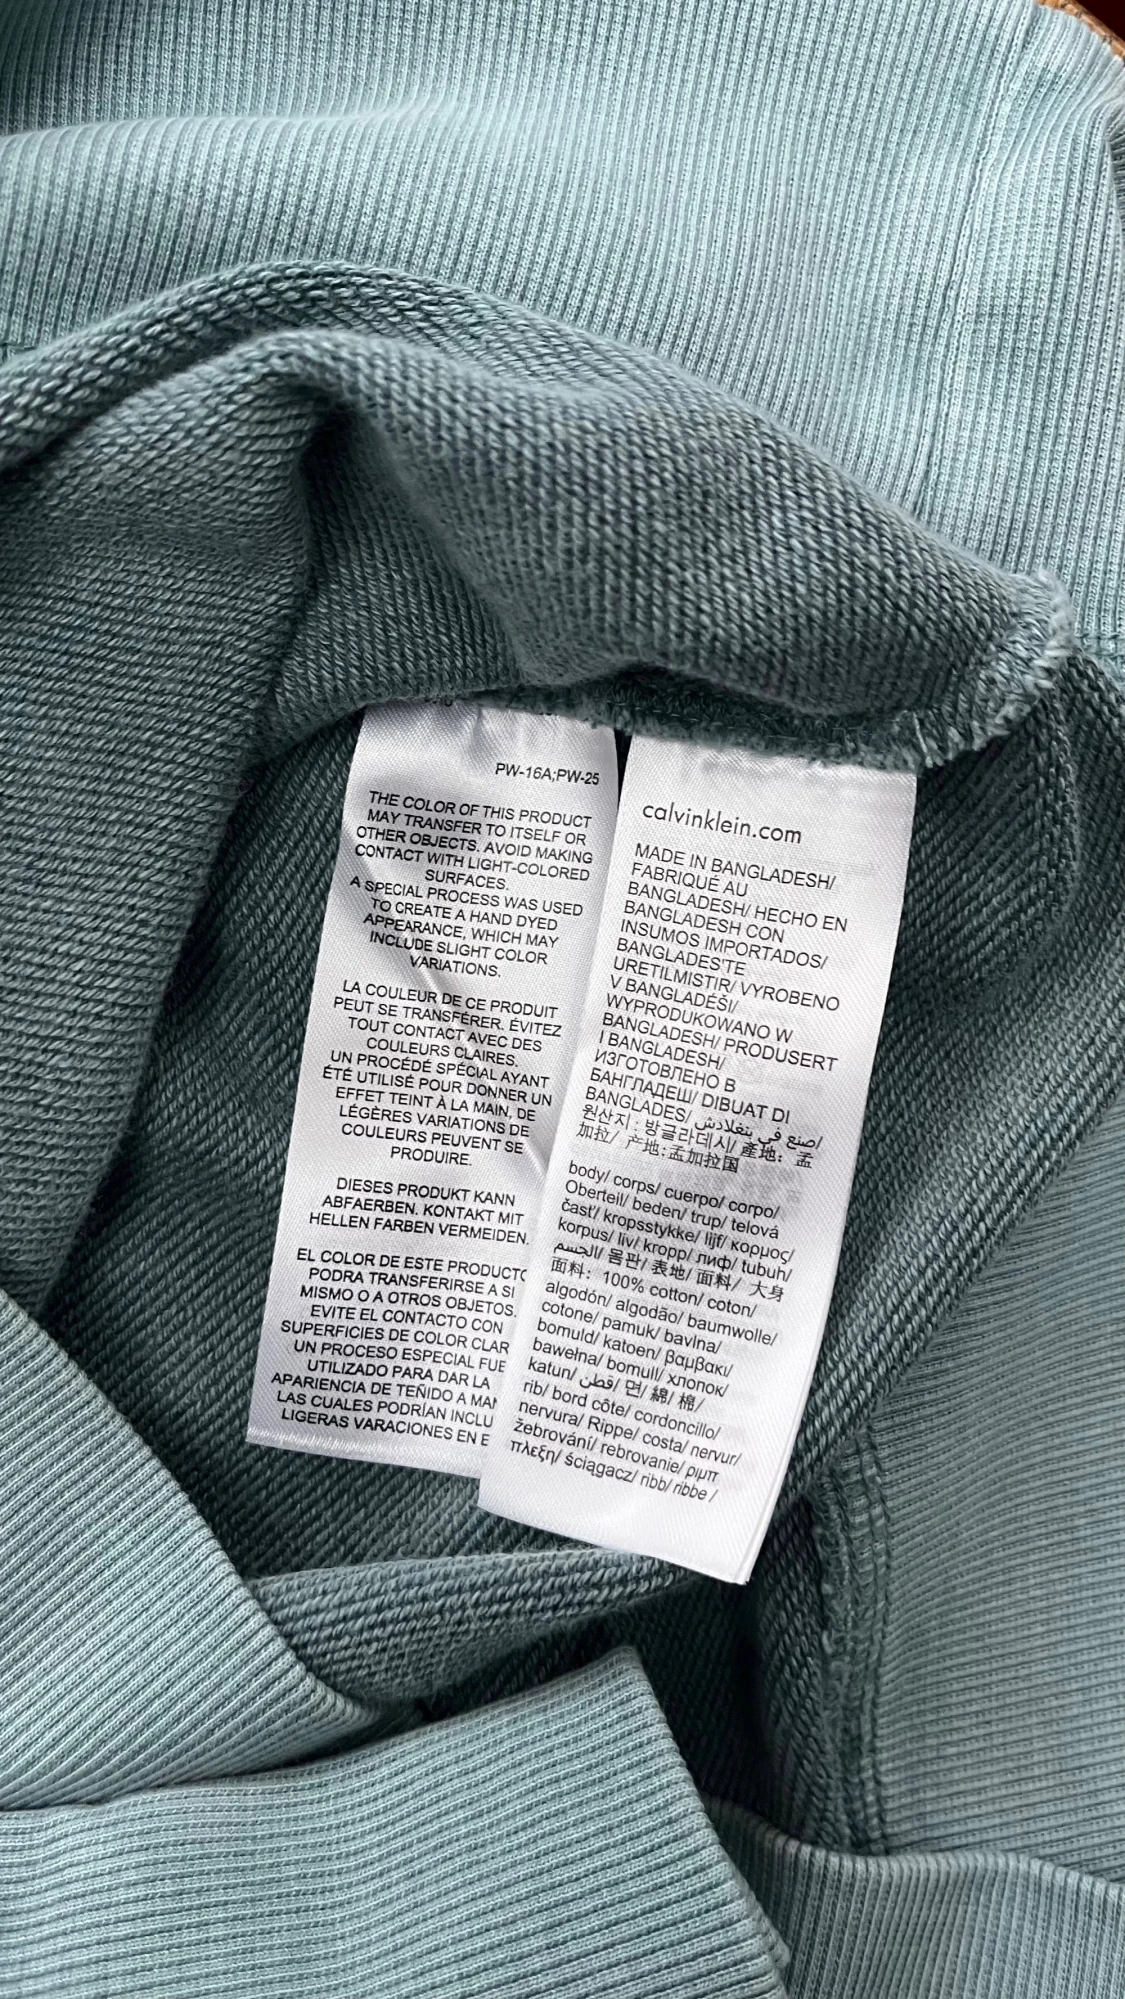 PW-16A;PW-25
THE COLOR OF THIS PRODUCT
MAY TRANSFER TO ITSELF OR
OTHER OBJECTS. AVOID MAKING
CONTACT WITH LIGHT-COLORED
SURFACES.
A SPECIAL PROCESS WAS USED
TO CREATE A HAND DYED
APPEARANCE, WHICH MAY
INCLUDE SLIGHT COLOR
VARIATIONS.
LA COULEUR DE CE PRODUIT
PEUT SE TRANSFÉRER. ÉVITEZ
TOUT CONTACT AVEC DES
COULEURS CLAIRES.
UN PROCÉDÉ SPÉCIAL AYANT
ÉTÉ UTILISÉ POUR DONNER UN
EFFET TEINT À LA MAIN, DE
LÉGÈRES VARIATIONS DE
COULEURS PEUVENT SE
PRODUIRE.
DIESES PRODUKT KANN
ABFAERBEN. KONTAKT MIT
HELLEN FARBEN VERMEIDEN.
EL COLOR DE ESTE PRODUCTO
PODRA TRANSFERIRSE A SI
MISMO O A OTROS OBJETOS.
EVITE EL CONTACTO CON
SUPERFICIES DE COLOR CLAR
UN PROCESO ESPECIAL FUE
UTILIZADO PARA DAR LA
APARIENCIA DE TEÑIDO A MAN
LAS CUALES PODRÍAN INCLU
LIGERAS VARIACIONES EN E
calvinklein.com
MADE IN BANGLADESH/
FABRIQUÉ AU
BANGLADESH/ HECHO EN
BANGLADESH CON
INSUMOS IMPORTADOS/
BANGLADES'TE
URETILMISTIR/ VYROBENO
V BANGLADÉŠI/
WYPRODUKOWANO W
BANGLADESH/ PRODUSERT
I BANGLADESH/
ИЗГОТОВЛЕНО В
БАНГЛАДЕШ/ DIBUAT DI
BANGLADES/ صنع في بنغلادش/
원산지 : 방글라데시/ 產地: 孟
加拉/ 产地:孟加拉国
body/ corps/ cuerpo/ corpo/
Oberteil/ beden/ trup/ telová
časť/ kropsstykke/ lijf/ κορμος/
korpus/ liv/ kropp/ лиф/ tubuh/
الجسم/ 몸판/ 表地/ 面料/ 大身
面料: 100% cotton/ coton/
algodón/ algodão/ baumwolle/
cotone/ pamuk/ bavlna/
bomuld/ katoen/ βαμβακι/
bawełna/ bomull/ хлопок/
katun/ قطن/ 면/ 綿/ 棉/
rib/ bord côte/ cordoncillo/
nervura/ Rippe/ costa/ nervur/
žebrování/ rebrovanie/ ριμπ
πλεξη/ ściągacz/ ribb/ ribbe /